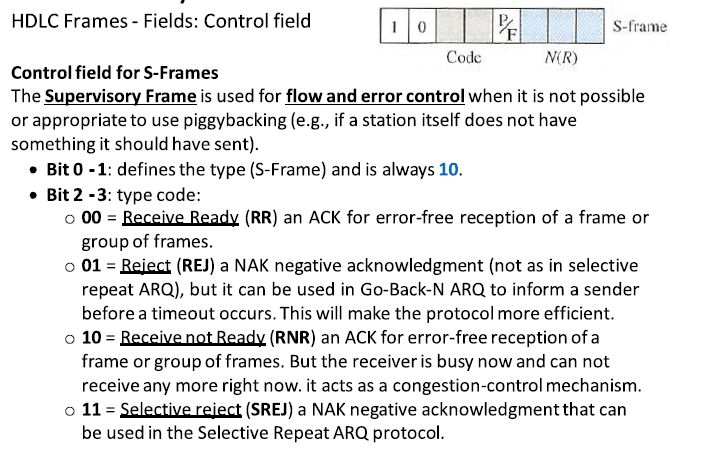 HDLC Frames - Fields: Control field
1 0 P/F S-frame
Code N(R)
Control field for S-Frames
The Supervisory Frame is used for flow and error control when it is not possible
or appropriate to use piggybacking (e.g., if a station itself does not have
something it should have sent).
• Bit 0 -1: defines the type (S-Frame) and is always 10.
• Bit 2 -3: type code:
o 00 = Receive Ready (RR) an ACK for error-free reception of a frame or
group of frames.
o 01 = Reject (REJ) a NAK negative acknowledgment (not as in selective
repeat ARQ), but it can be used in Go-Back-N ARQ to inform a sender
before a timeout occurs. This will make the protocol more efficient.
o 10 = Receive not Ready (RNR) an ACK for error-free reception of a
frame or group of frames. But the receiver is busy now and can not
receive any more right now. it acts as a congestion-control mechanism.
o 11 = Selective reject (SREJ) a NAK negative acknowledgment that can
be used in the Selective Repeat ARQ protocol.